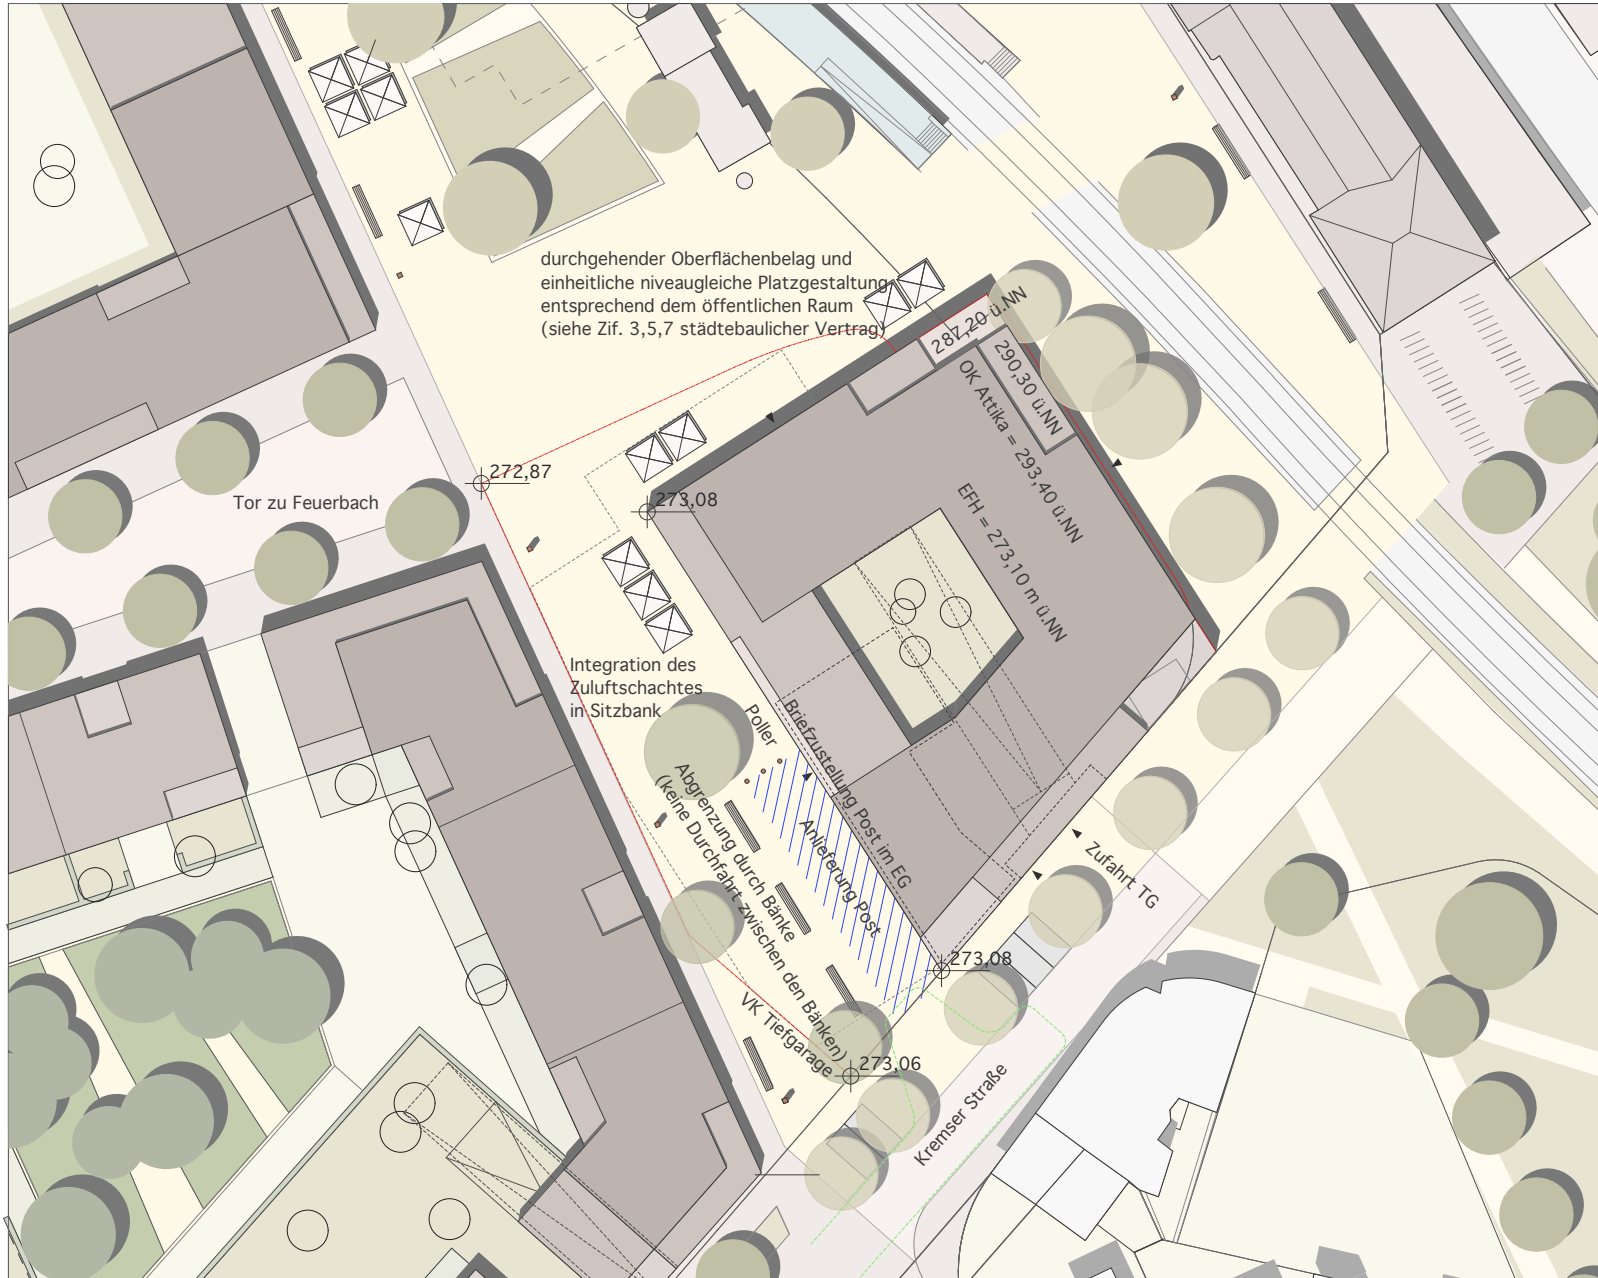 durchgehender Oberflächenbelag und
einheitliche niveaugleiche Platzgestaltung
entsprechend dem öffentlichen Raum
(siehe Zif. 3,5,7 städtebaulicher Vertrag)
287,20 ü.NN
290,30 ü.NN
OK Attika = 293,40 ü.NN
EFH = 273,10 m ü.NN
272,87
273,08
Tor zu Feuerbach
Integration des
Zuluftschachtes
in Sitzbank
Poller
Briefzustellung Post im EG
Anlieferung Post
Abgrenzung durch Bänke
(keine Durchfahrt zwischen den Bänken)
Zufahrt TG
273,08
VK Tiefgarage
273,06
Kremser Straße